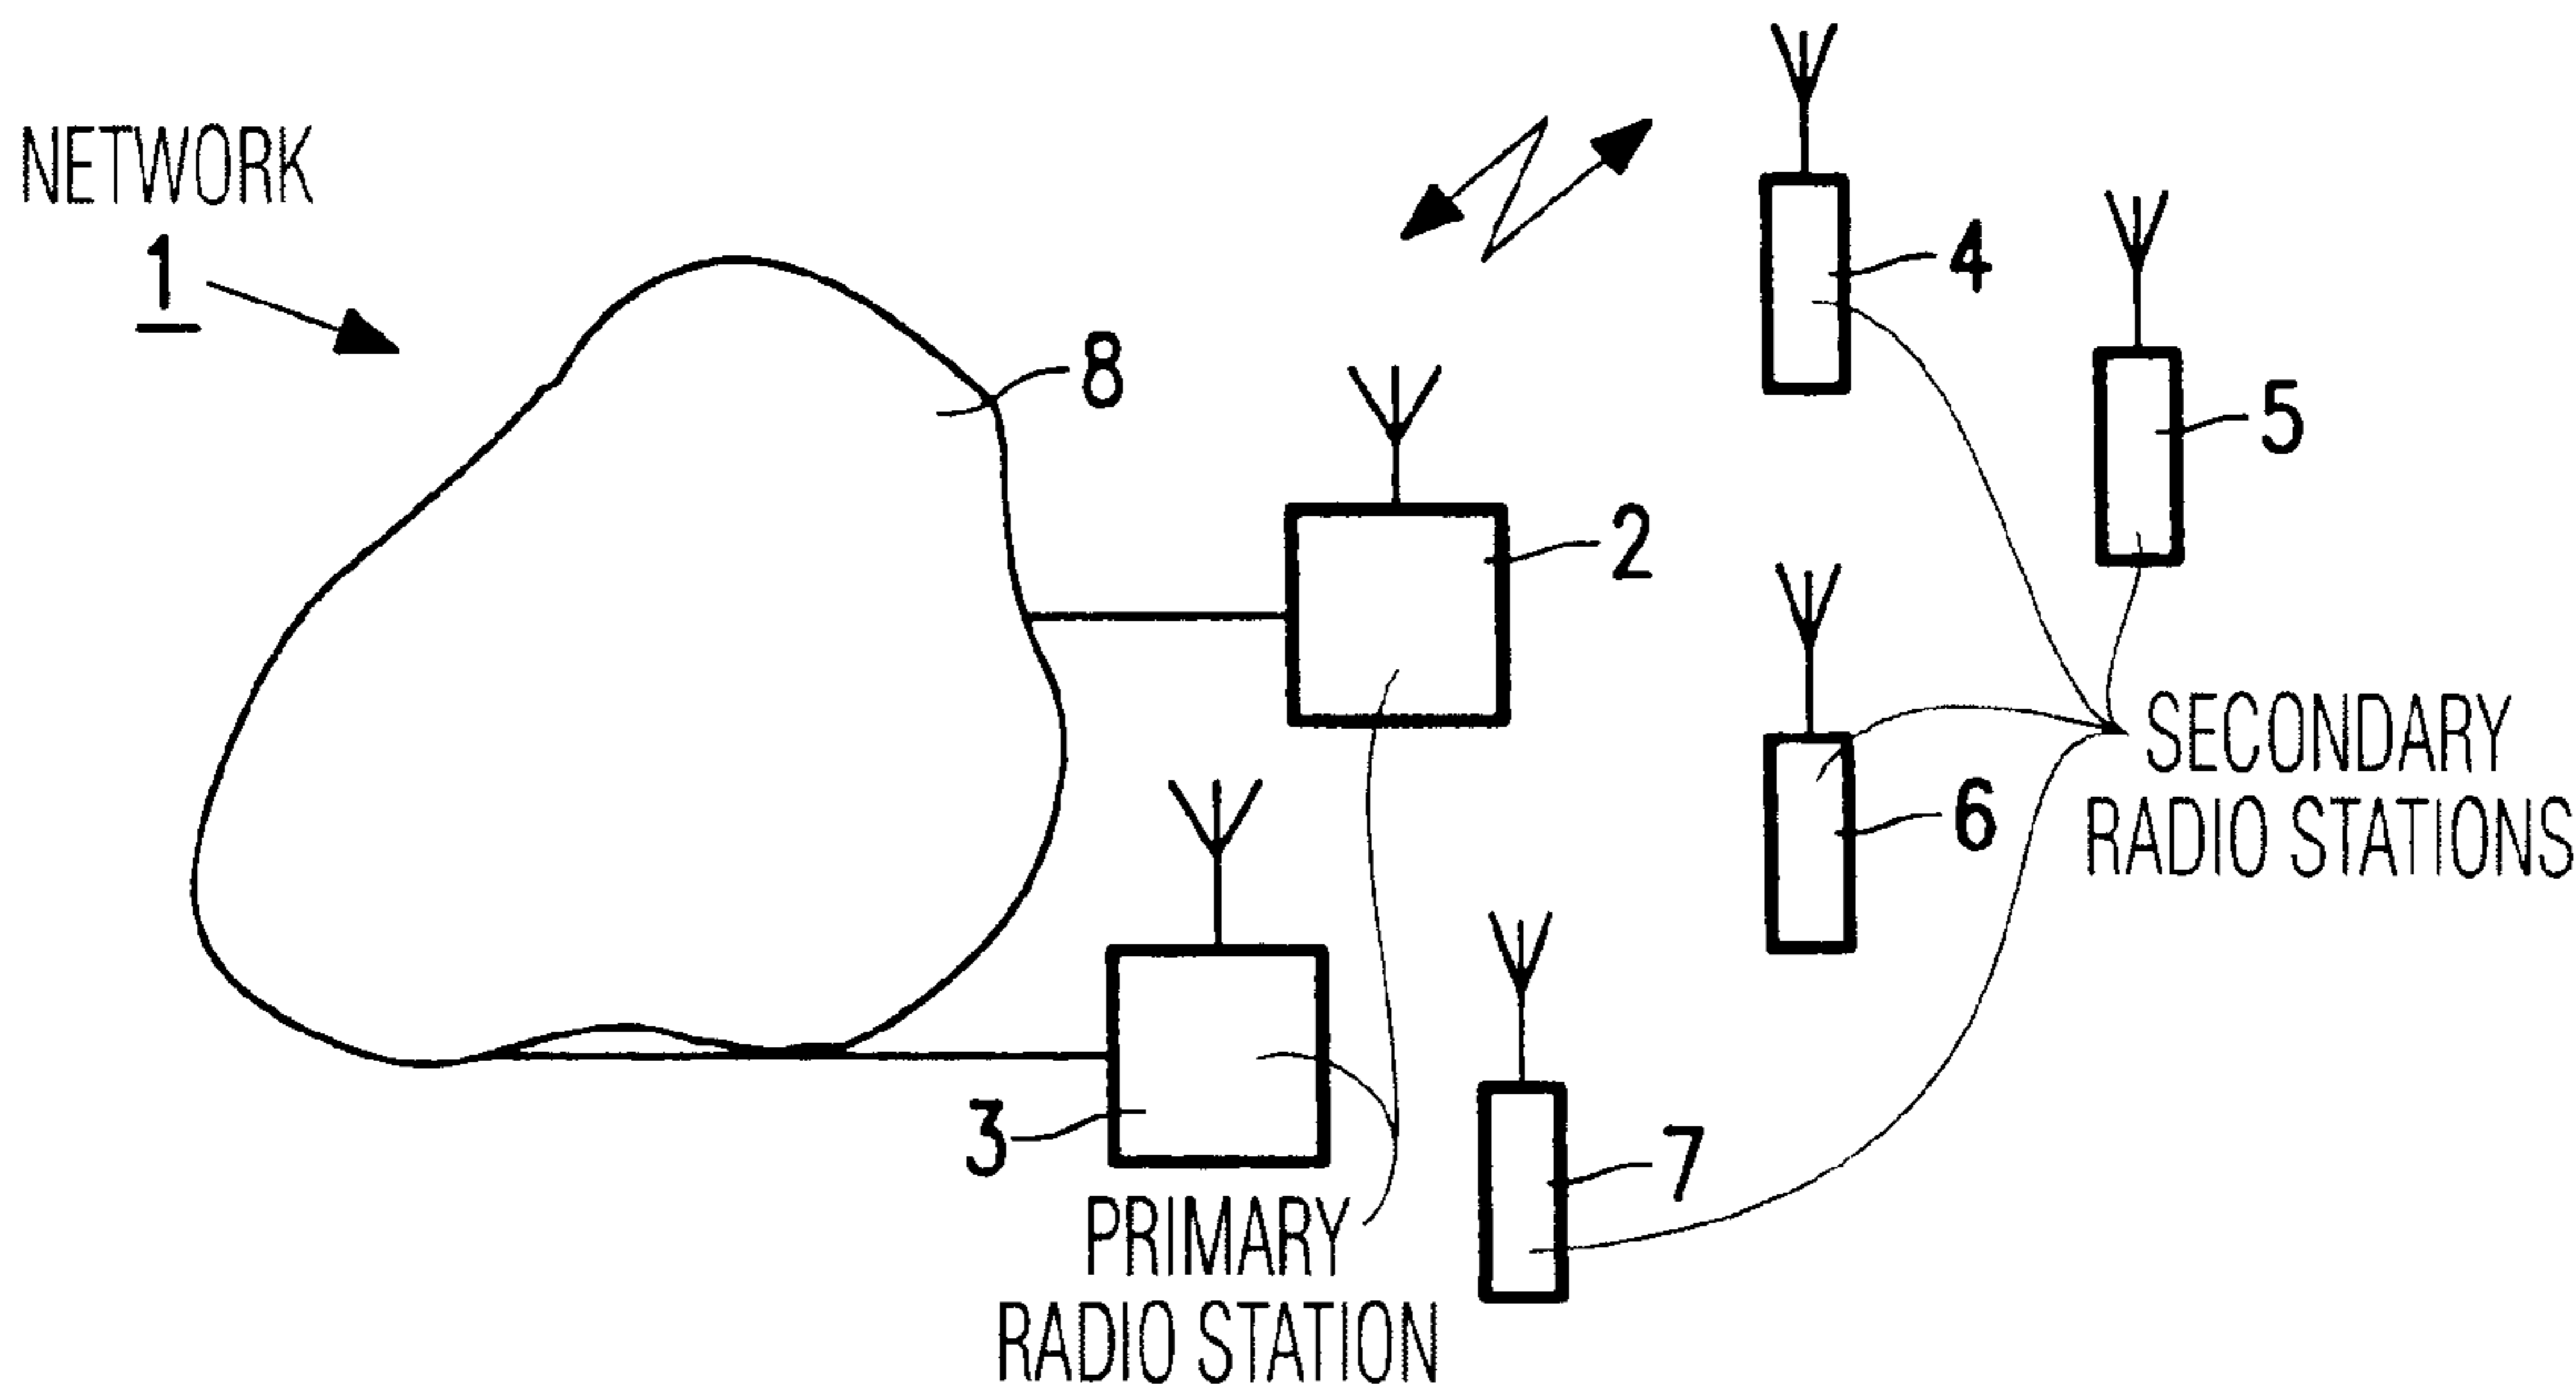 NETWORK
1
8
4
5
2
6
SECONDARY
RADIO STATIONS
3
7
PRIMARY
RADIO STATION